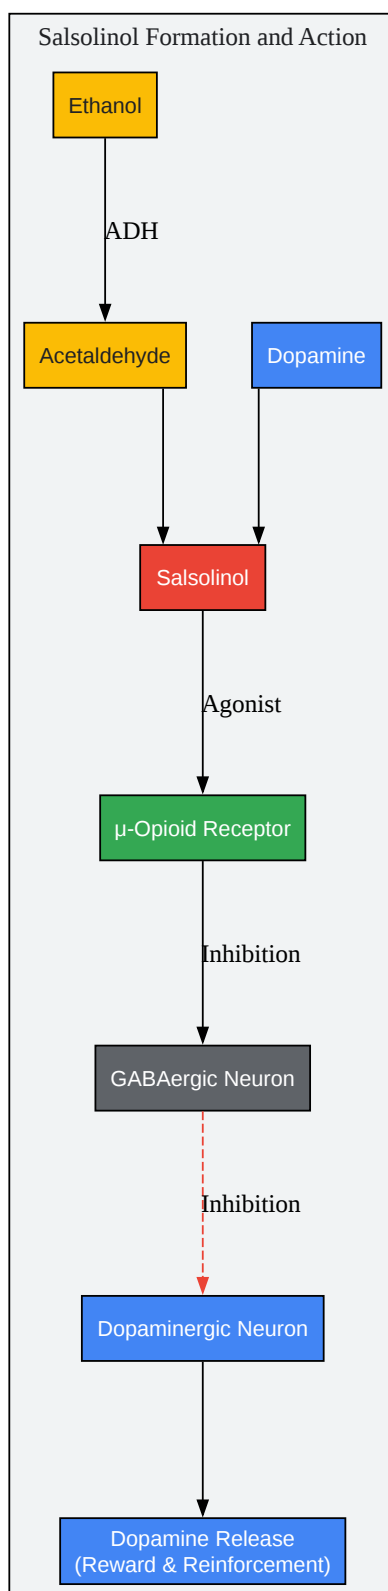 Salsolinol Formation and Action
Ethanol
ADH
Acetaldehyde
Dopamine
Salsolinol
Agonist
μ-Opioid Receptor
Inhibition
GABAergic Neuron
Inhibition
Dopaminergic Neuron
Dopamine Release
(Reward & Reinforcement)